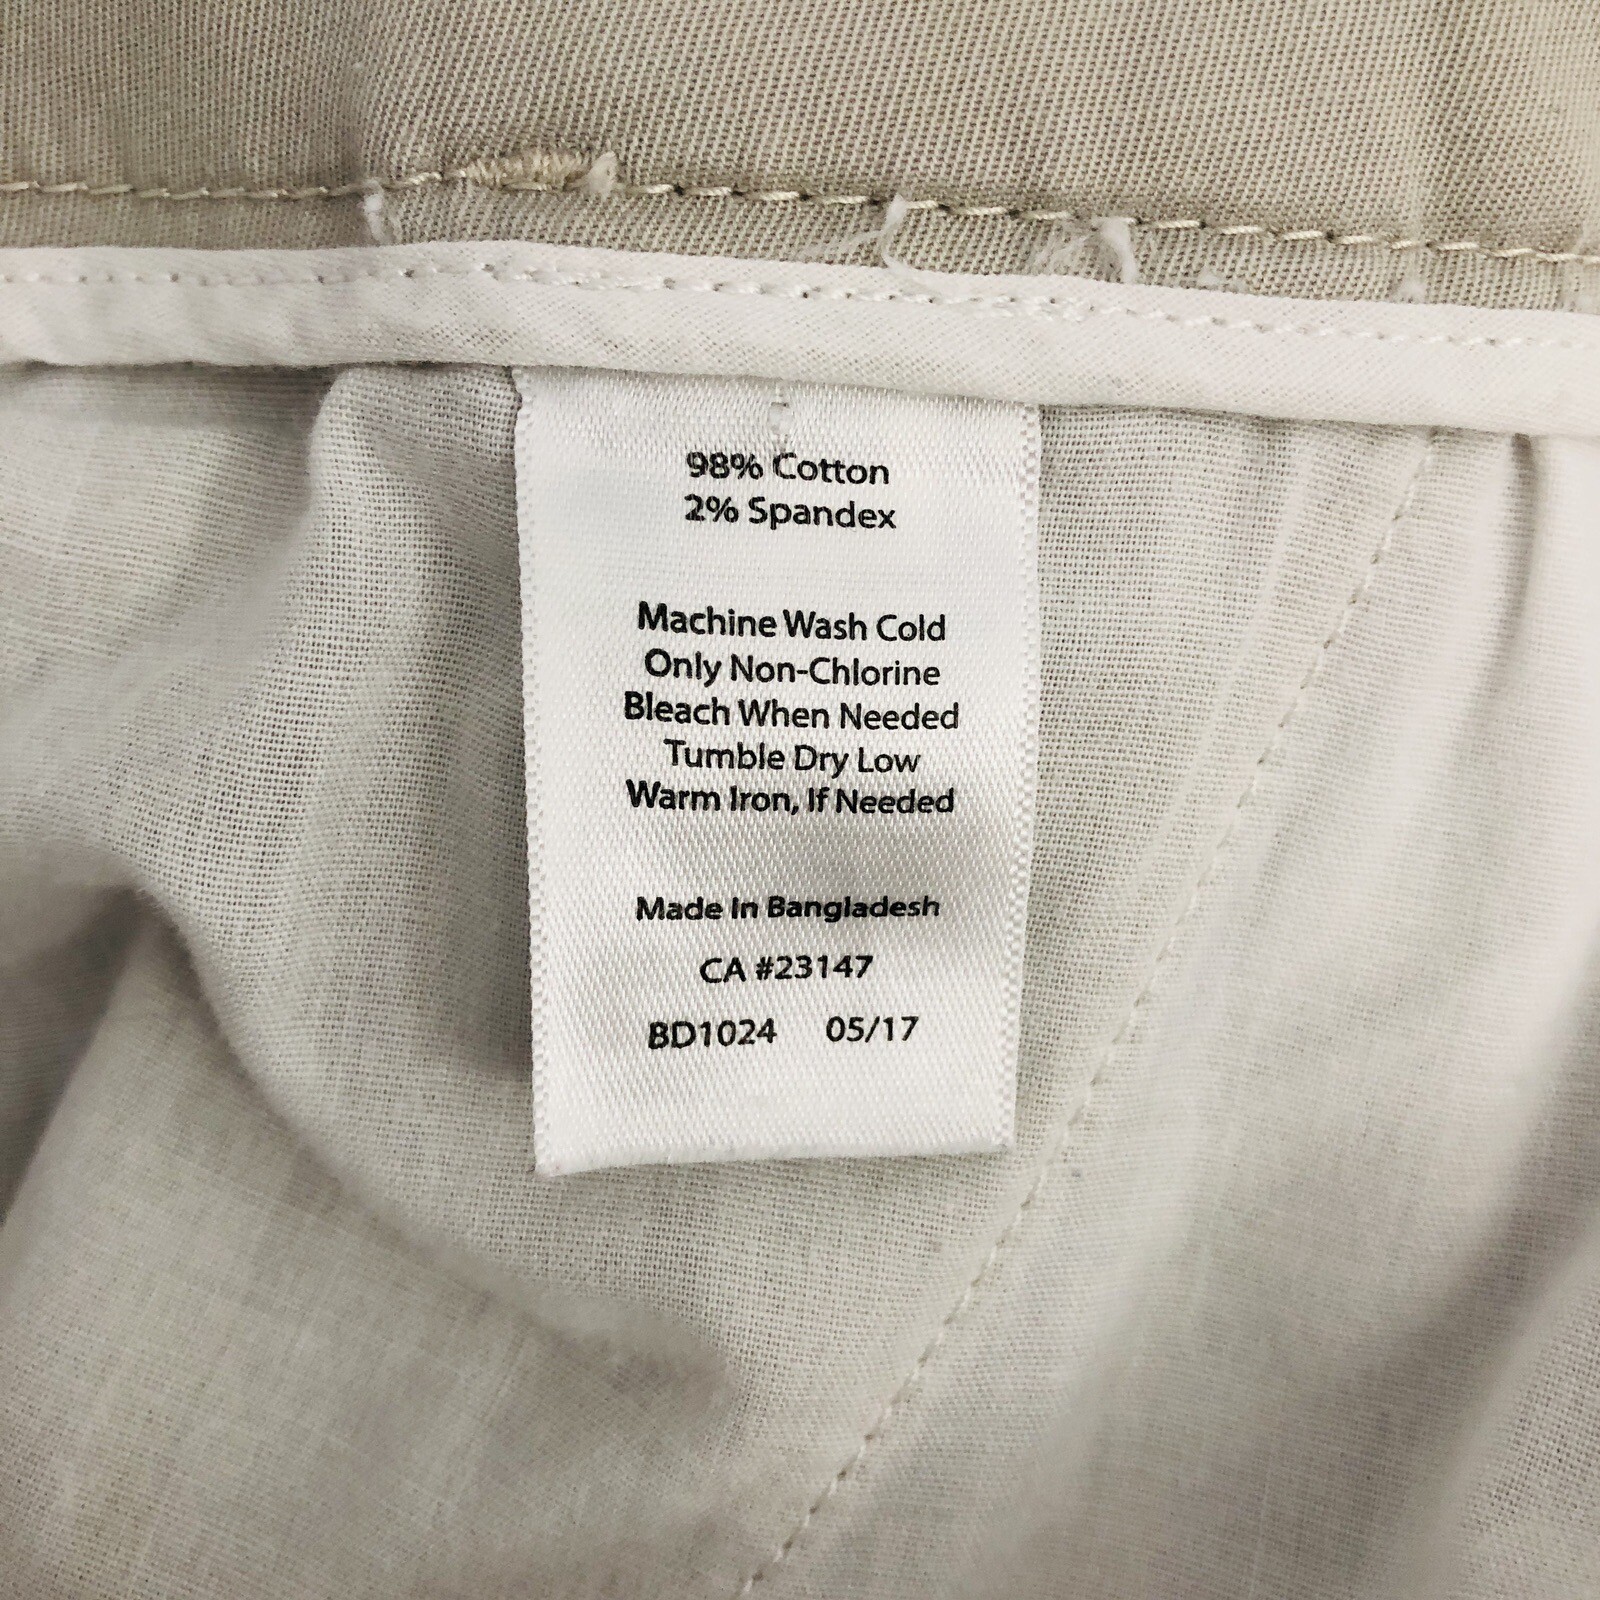 98% Cotton
2% Spandex
Machine Wash Cold
Only Non-Chlorine
Bleach When Needed
Tumble Dry Low
Warm Iron, If Needed
Made In Bangladesh
CA #23147
BD1024 05/17